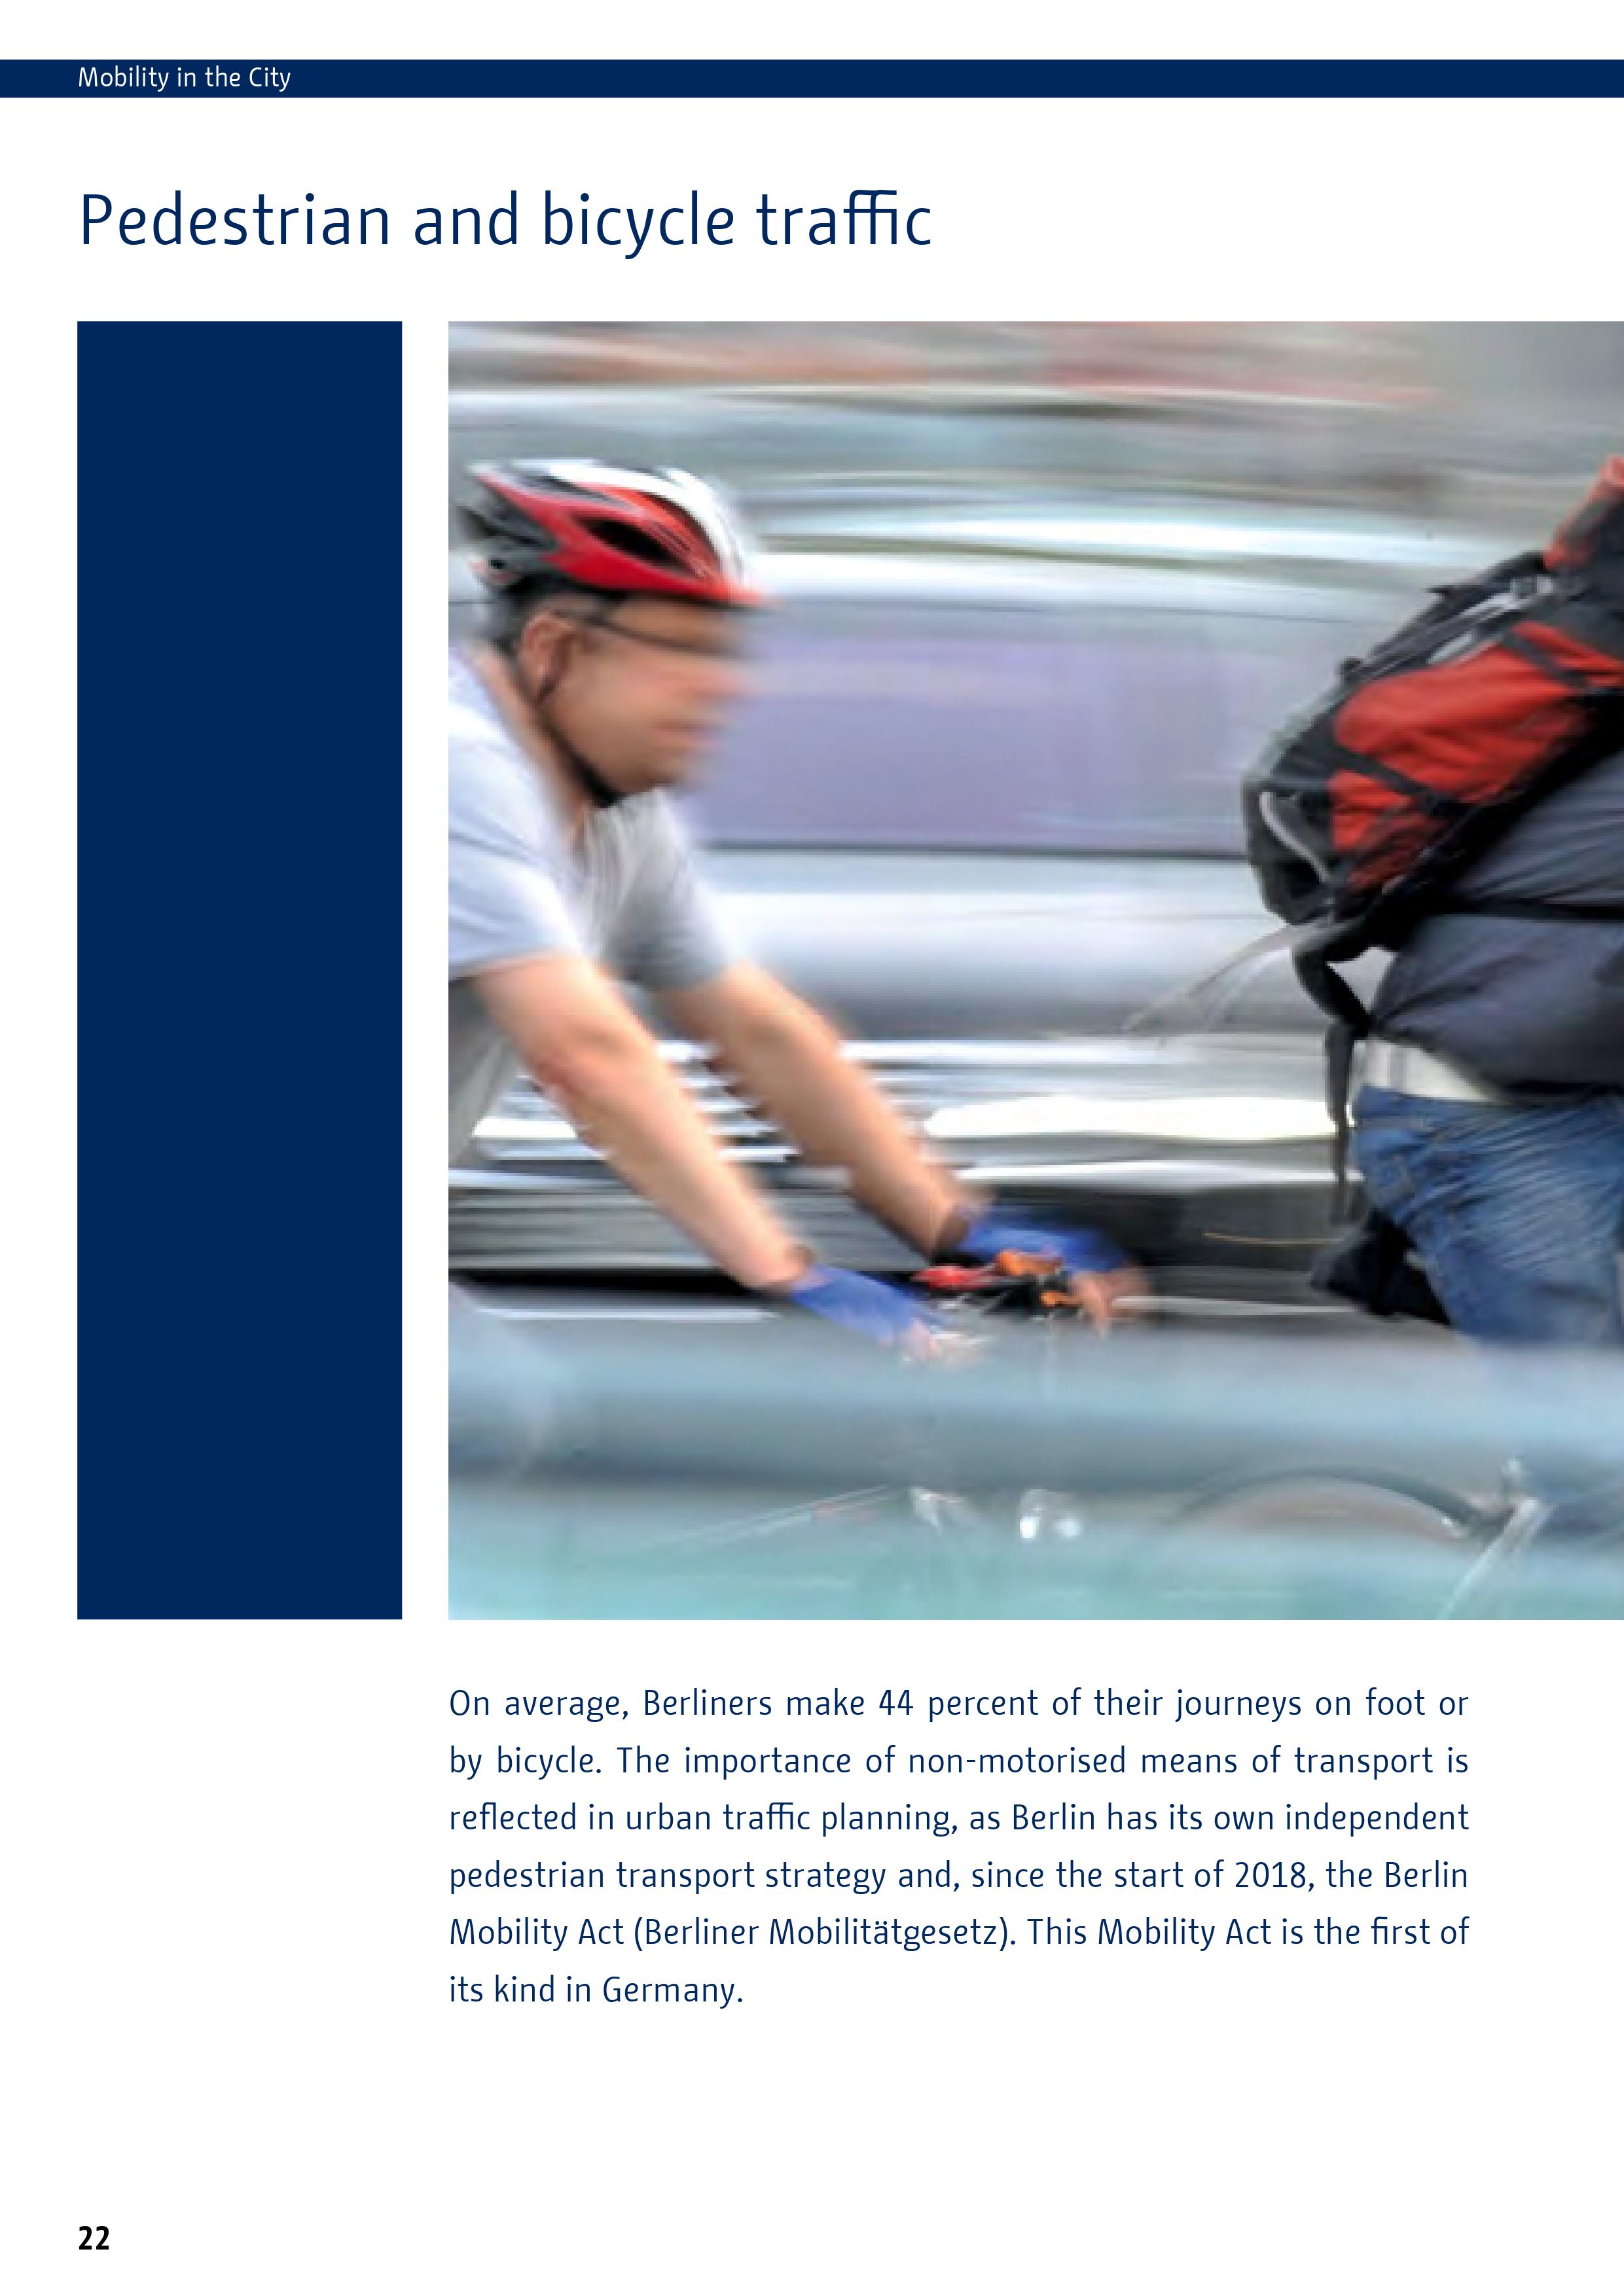 Mobility in the City
Pedestrian and bicycle traffic
On average, Berliners make 44 percent of their journeys on foot or
by bicycle. The importance of non-motorised means of transport is
reflected in urban traffic planning, as Berlin has its own independent
pedestrian transport strategy and, since the start of 2018, the Berlin
Mobility Act (Berliner Mobilitätgesetz). This Mobility Act is the first of
its kind in Germany.
22